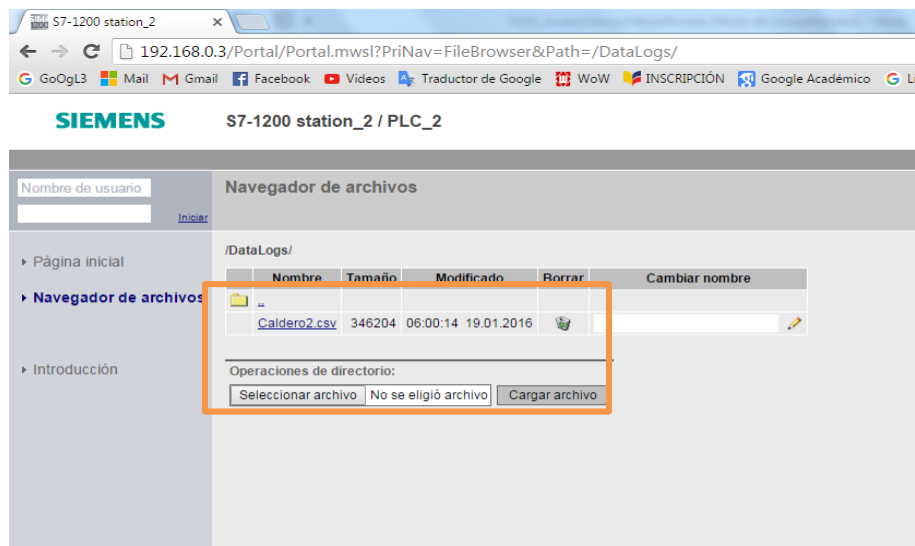 S7-1200 station_2
192.168.0.3/Portal/Portal.mwsl?PriNav=FileBrowser&Path=/DataLogs/
GoOgL3 Mail Gmail Facebook Videos Traductor de Google WoW INSCRIPCIÓN Google Académico
SIEMENS S7-1200 station_2 / PLC_2
Nombre de usuario
Iniciar
Navegador de archivos
Página inicial
Navegador de archivos
Introducción
/DataLogs/
Nombre Tamaño Modificado Borrar Cambiar nombre
..
Caldero2.csv 346204 06:00:14 19.01.2016
Operaciones de directorio:
Seleccionar archivo No se eligió archivo Cargar archivo